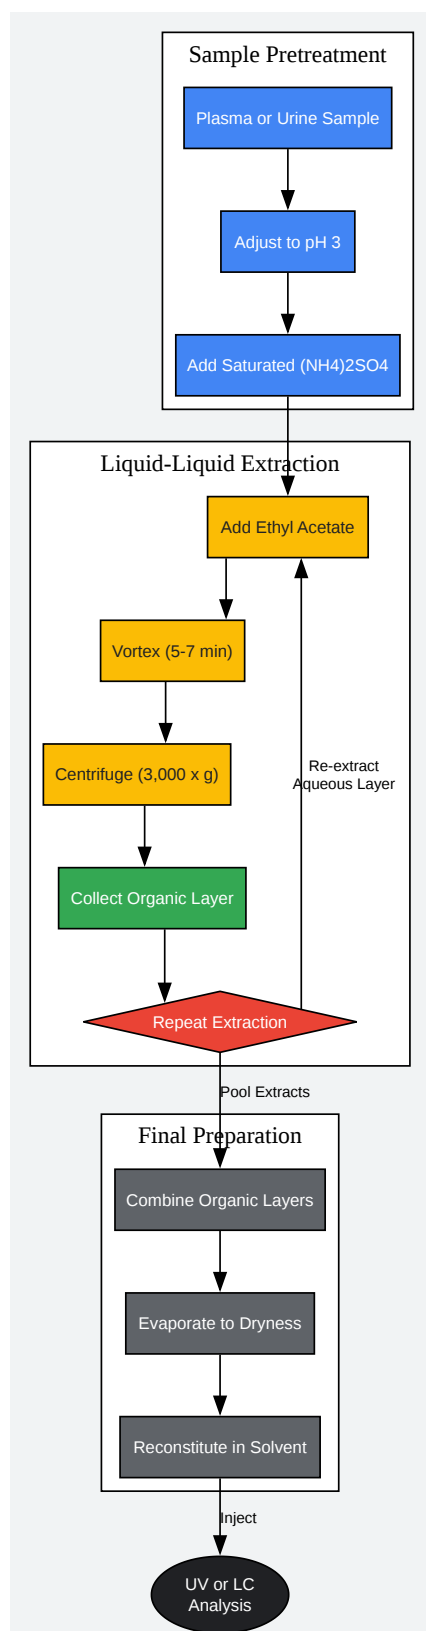 Sample Pretreatment
Plasma or Urine Sample
Adjust to pH 3
Add Saturated (NH4)2SO4
Liquid-Liquid Extraction
Add Ethyl Acetate
Vortex (5-7 min)
Centrifuge (3,000 x g)
Re-extract
Aqueous Layer
Collect Organic Layer
Repeat Extraction
Pool Extracts
Final Preparation
Combine Organic Layers
Evaporate to Dryness
Reconstitute in Solvent
Inject
UV or LC
Analysis